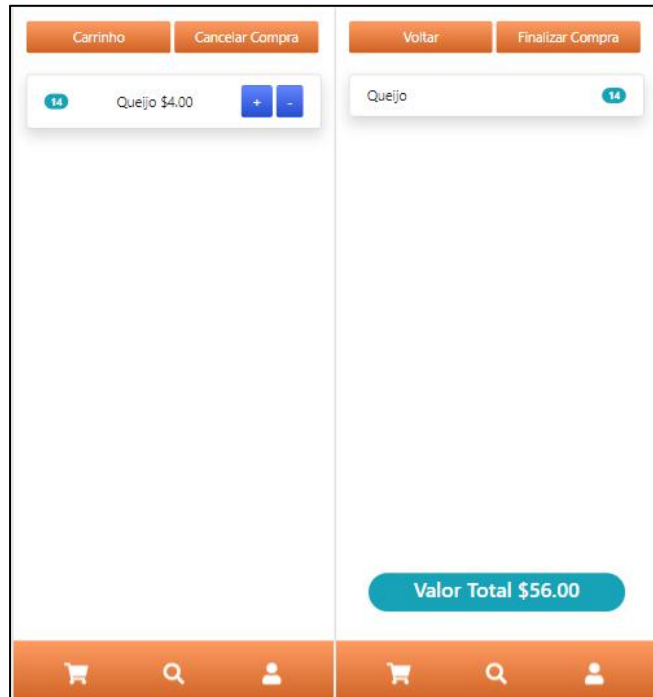 Carrinho Cancelar Compra
14 Queijo $4.00 + -
Voltar Finalizar Compra
Queijo 14
Valor Total $56.00